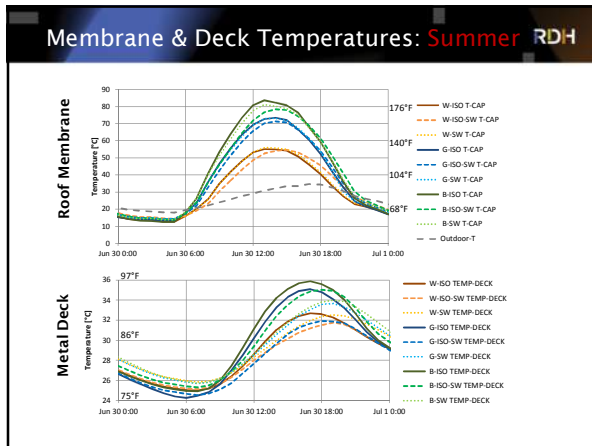 Membrane & Deck Temperatures: Summer RDH
Roof Membrane
Temperature [°C]
90
80
70
60
50
40
30
20
10
0
176°F
140°F
104°F
68°F
Jun 30 0:00
Jun 30 6:00
Jun 30 12:00
Jun 30 18:00
Jul 1 0:00
W-ISO T-CAP
W-ISO-SW T-CAP
W-SW T-CAP
G-ISO T-CAP
G-ISO-SW T-CAP
G-SW T-CAP
B-ISO T-CAP
B-ISO-SW T-CAP
B-SW T-CAP
Outdoor-T
Metal Deck
Temperature [°C]
97°F
86°F
75°F
36
34
32
30
28
26
24
Jun 30 0:00
Jun 30 6:00
Jun 30 12:00
Jun 30 18:00
Jul 1 0:00
W-ISO TEMP-DECK
W-ISO-SW TEMP-DECK
W-SW TEMP-DECK
G-ISO TEMP-DECK
G-ISO-SW TEMP-DECK
G-SW TEMP-DECK
B-ISO TEMP-DECK
B-ISO-SW TEMP-DECK
B-SW TEMP-DECK